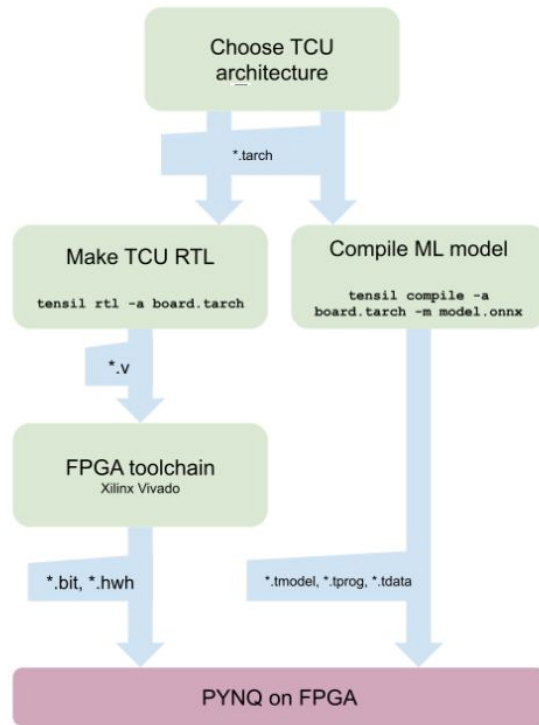 Choose TCU
architecture
*.tarch
Make TCU RTL
tensil rtl -a board.tarch
Compile ML model
tensil compile -a
board.tarch -m model.onnx
*.v
FPGA toolchain
Xilinx Vivado
*.bit, *.hwh
*.tmodel, *.tprog, *.tdata
PYNQ on FPGA